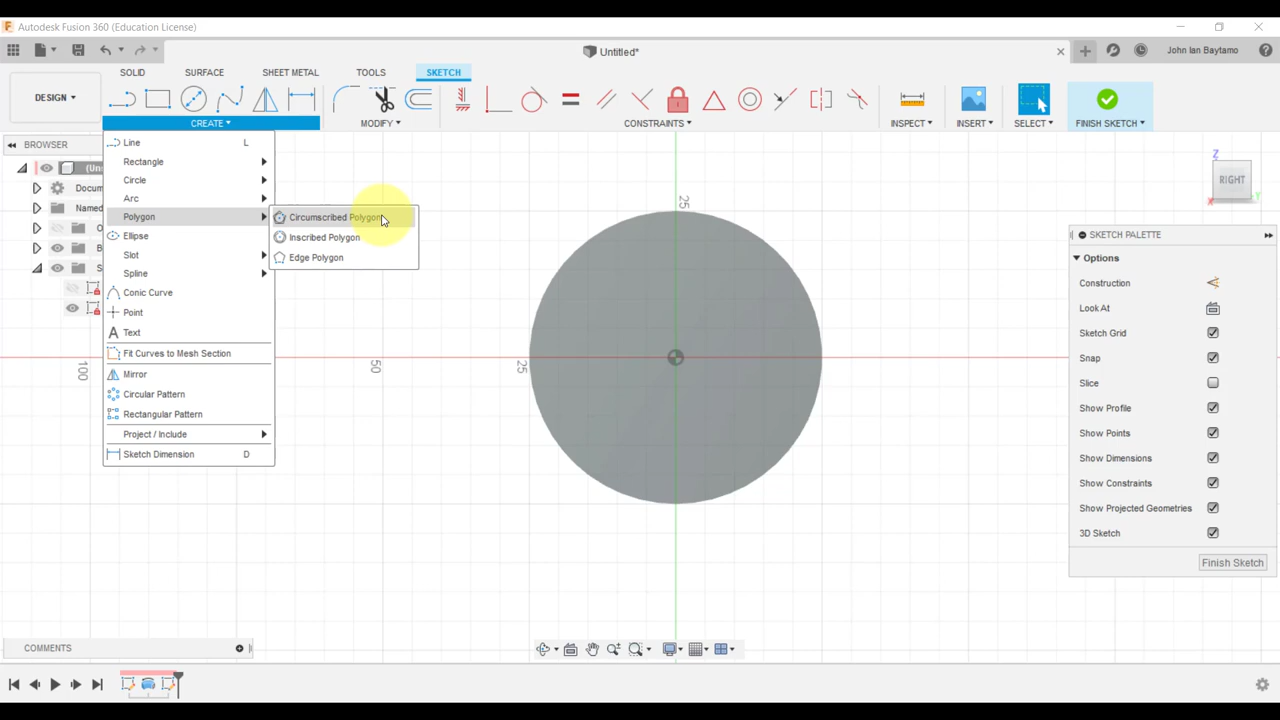 Autodesk Fusion 360 (Education License)
Untitled*
John Ian Baytamo
DESIGN
SOLID
SURFACE
SHEET METAL
TOOLS
SKETCH
CREATE
MODIFY
CONSTRAINTS
INSPECT
INSERT
SELECT
FINISH SKETCH
BROWSER
(Uns
Docum
Named
O
B
S
Line L
Rectangle
Circle
Arc
Polygon
Ellipse
Slot
Spline
Conic Curve
Point
Text
Fit Curves to Mesh Section
Mirror
Circular Pattern
Rectangular Pattern
Project / Include
Sketch Dimension D
Circumscribed Polygon
Inscribed Polygon
Edge Polygon
25
100
50
25
Z
RIGHT
X
Y
SKETCH PALETTE
Options
Construction
Look At
Sketch Grid
Snap
Slice
Show Profile
Show Points
Show Dimensions
Show Constraints
Show Projected Geometries
3D Sketch
Finish Sketch
COMMENTS